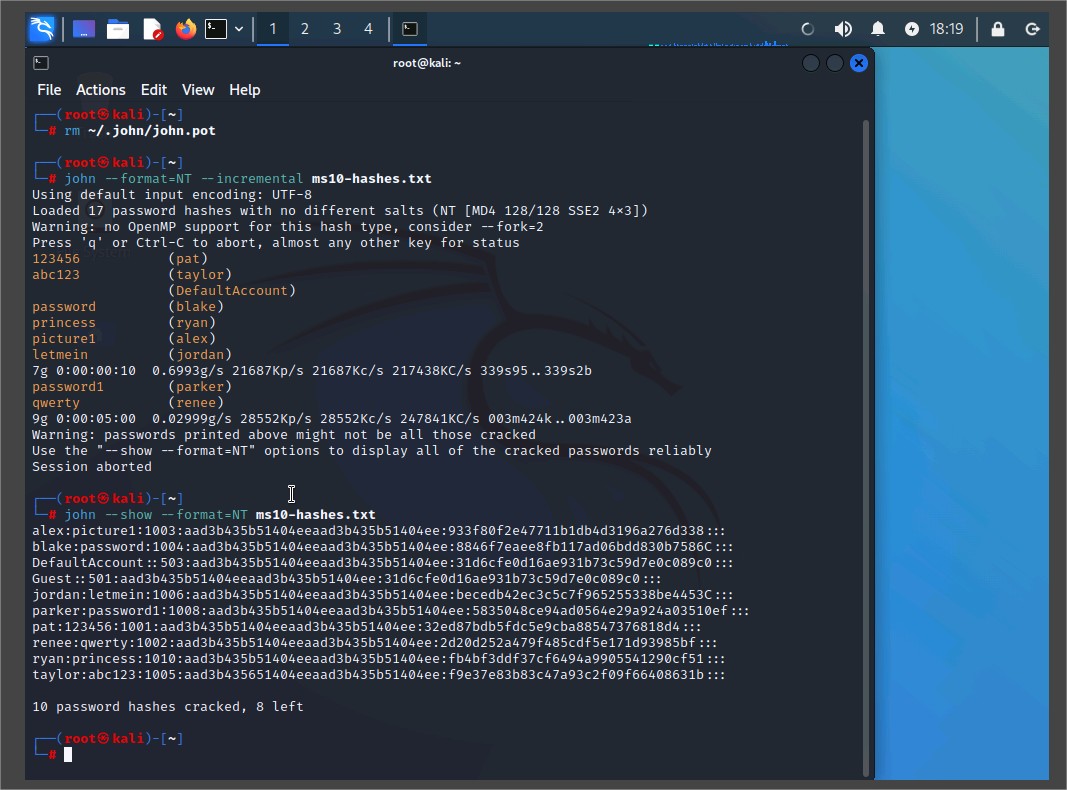 1 2 3 4 18:19
root@kali: ~
File Actions Edit View Help
┌──(root㉿kali)-[~]
└─# rm ~/.john/john.pot
┌──(root㉿kali)-[~]
└─# john --format=NT --incremental ms10-hashes.txt
Using default input encoding: UTF-8
Loaded 17 password hashes with no different salts (NT [MD4 128/128 SSE2 4×3])
Warning: no OpenMP support for this hash type, consider --fork=2
Press 'q' or Ctrl-C to abort, almost any other key for status
123456 (pat)
abc123 (taylor)
(DefaultAccount)
password (blake)
princess (ryan)
picture1 (alex)
letmein (jordan)
7g 0:00:00:10 0.6993g/s 21687Kp/s 21687Kc/s 217438KC/s 339s95..339s2b
password1 (parker)
qwerty (renee)
9g 0:00:05:00 0.02999g/s 28552Kp/s 28552Kc/s 247841KC/s 003m424k..003m423a
Warning: passwords printed above might not be all those cracked
Use the "--show --format=NT" options to display all of the cracked passwords reliably
Session aborted
┌──(root㉿kali)-[~]
└─# john --show --format=NT ms10-hashes.txt
alex:picture1:1003:aad3b435b51404eeaad3b435b51404ee:933f80f2e47711b1db4d3196a276d338:::
blake:password:1004:aad3b435b51404eeaad3b435b51404ee:8846f7eaee8fb117ad06bdd830b7586C:::
DefaultAccount::503:aad3b435b51404eeaad3b435b51404ee:31d6cfe0d16ae931b73c59d7e0c089c0:::
Guest::501:aad3b435b51404eeaad3b435b51404ee:31d6cfe0d16ae931b73c59d7e0c089c0:::
jordan:letmein:1006:aad3b435b51404eeaad3b435b51404ee:becedb42ec3c5c7f965255338be4453C:::
parker:password1:1008:aad3b435b51404eeaad3b435b51404ee:5835048ce94ad0564e29a924a03510ef:::
pat:123456:1001:aad3b435b51404eeaad3b435b51404ee:32ed87bdb5fdc5e9cba88547376818d4:::
renee:qwerty:1002:aad3b435b51404eeaad3b435b51404ee:2d20d252a479f485cdf5e171d93985bf:::
ryan:princess:1010:aad3b435b51404eeaad3b435b51404ee:fb4bf3ddf37cf6494a9905541290cf51:::
taylor:abc123:1005:aad3b435651404eeaad3b435b51404ee:f9e37e83b83c47a93c2f09f66408631b:::
10 password hashes cracked, 8 left
┌──(root㉿kali)-[~]
└─#